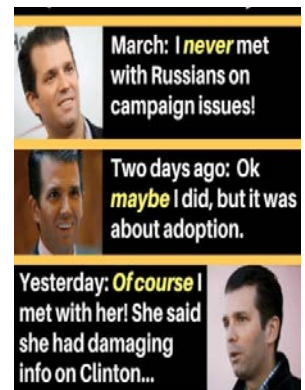 March: I never met
with Russians on
campaign issues!
Two days ago: Ok
maybe I did, but it was
about adoption.
Yesterday: Of course I
met with her! She said
she had damaging
info on Clinton...